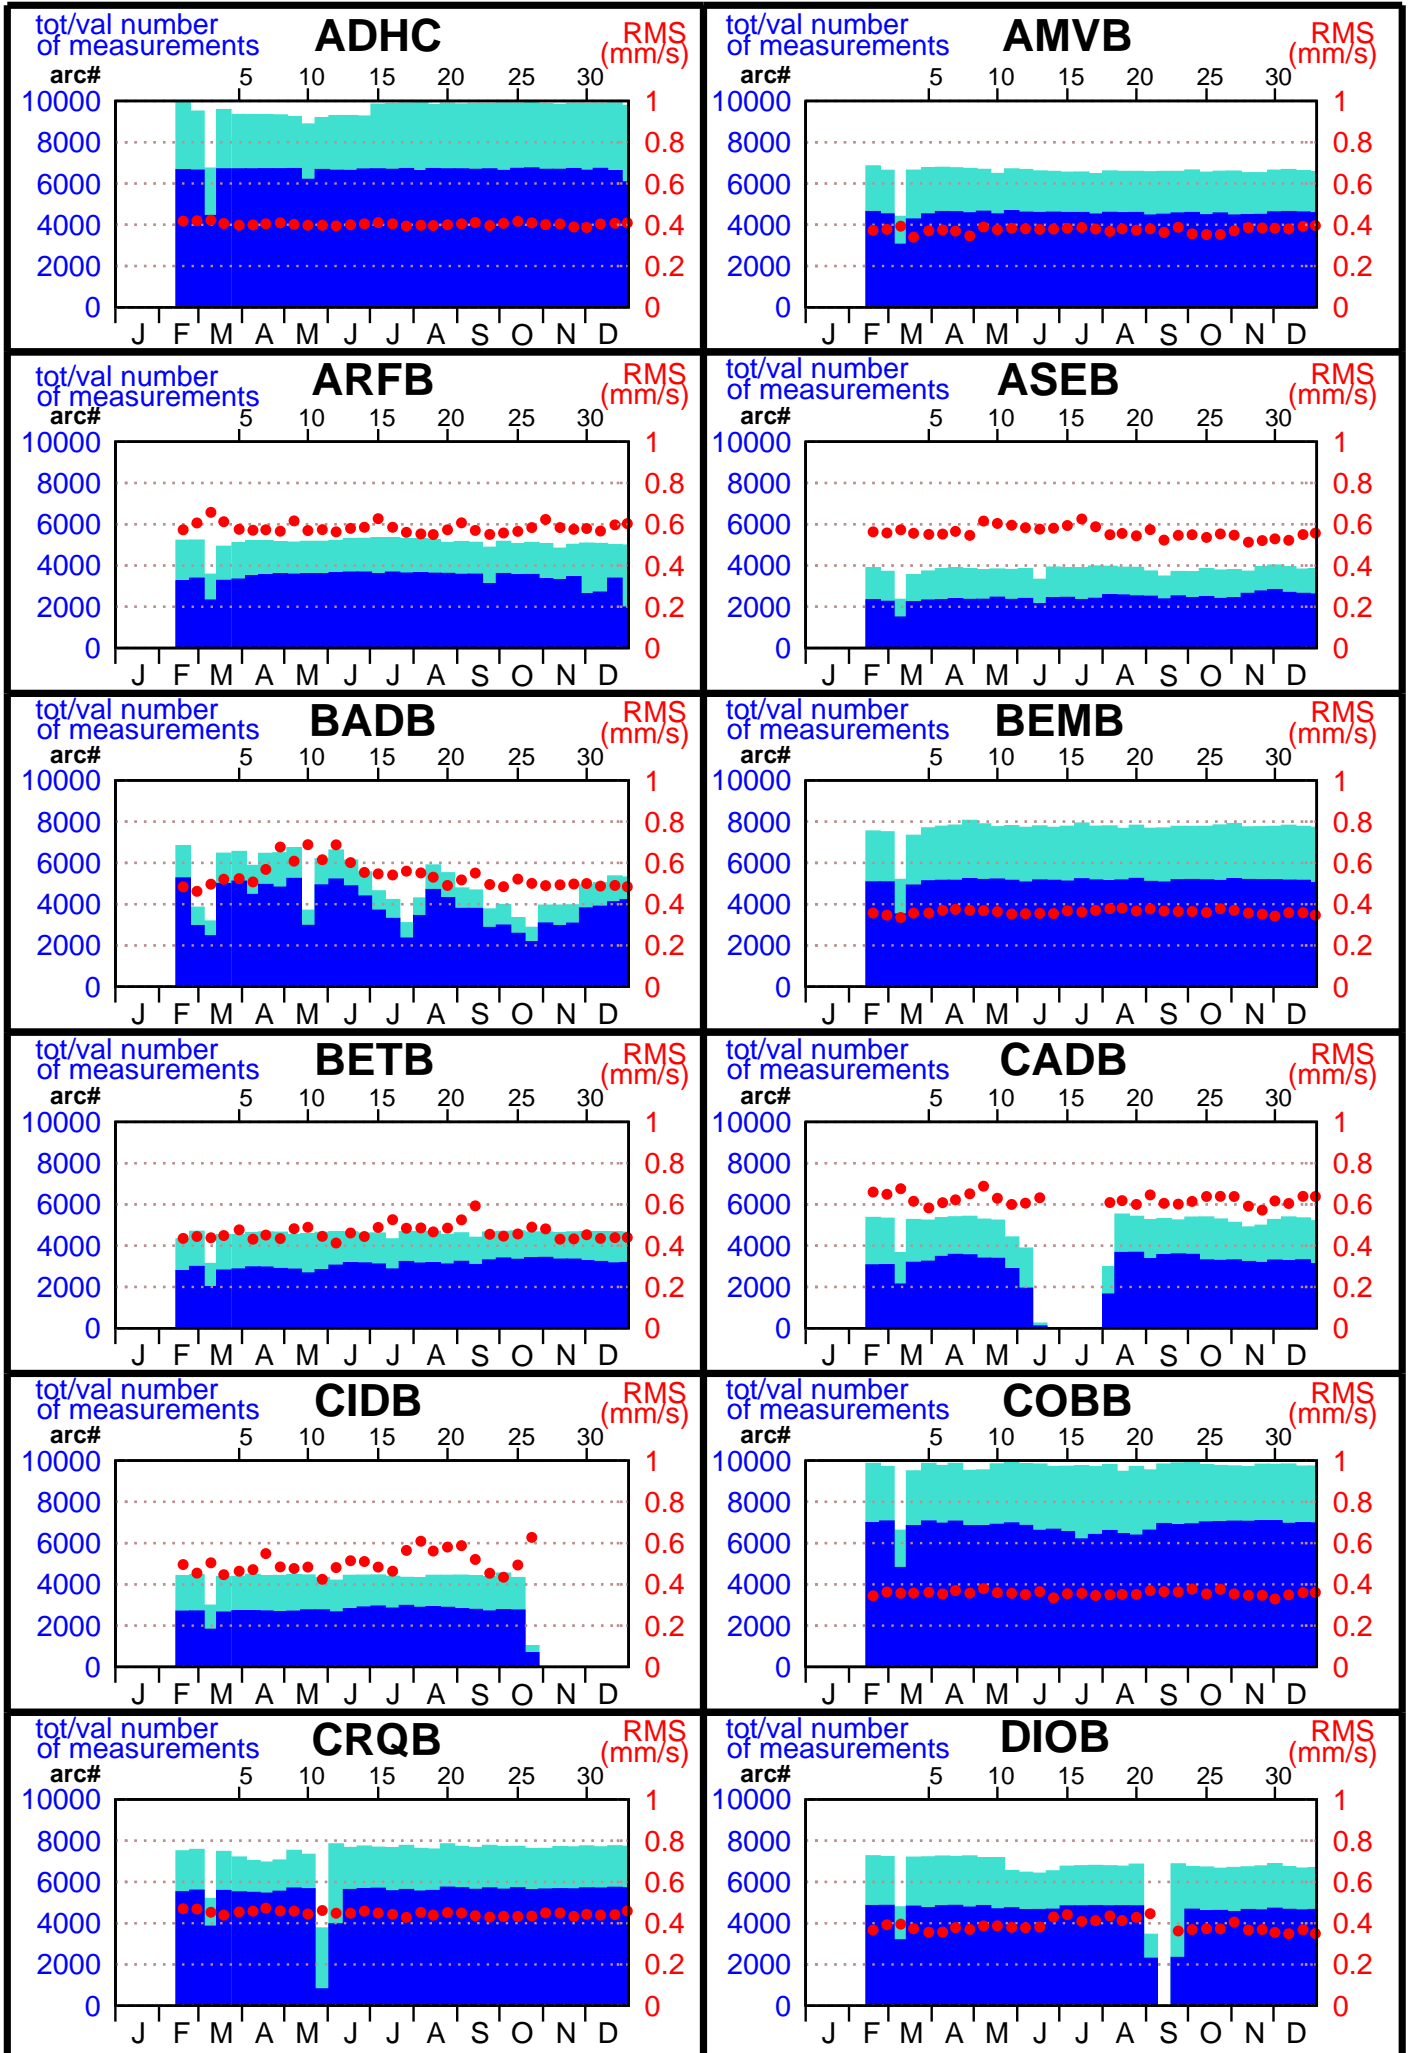 tot/val number of measurements ADHC RMS (mm/s)
arc# 5 10 15 20 25 30
10000 1
8000 0.8
6000 0.6
4000 0.4
2000 0.2
0 0
J F M A M J J A S O N D
tot/val number of measurements AMVB RMS (mm/s)
arc# 5 10 15 20 25 30
10000 1
8000 0.8
6000 0.6
4000 0.4
2000 0.2
0 0
J F M A M J J A S O N D
tot/val number of measurements ARFB RMS (mm/s)
arc# 5 10 15 20 25 30
10000 1
8000 0.8
6000 0.6
4000 0.4
2000 0.2
0 0
J F M A M J J A S O N D
tot/val number of measurements ASEB RMS (mm/s)
arc# 5 10 15 20 25 30
10000 1
8000 0.8
6000 0.6
4000 0.4
2000 0.2
0 0
J F M A M J J A S O N D
tot/val number of measurements BADB RMS (mm/s)
arc# 5 10 15 20 25 30
10000 1
8000 0.8
6000 0.6
4000 0.4
2000 0.2
0 0
J F M A M J J A S O N D
tot/val number of measurements BEMB RMS (mm/s)
arc# 5 10 15 20 25 30
10000 1
8000 0.8
6000 0.6
4000 0.4
2000 0.2
0 0
J F M A M J J A S O N D
tot/val number of measurements BETB RMS (mm/s)
arc# 5 10 15 20 25 30
10000 1
8000 0.8
6000 0.6
4000 0.4
2000 0.2
0 0
J F M A M J J A S O N D
tot/val number of measurements CADB RMS (mm/s)
arc# 5 10 15 20 25 30
10000 1
8000 0.8
6000 0.6
4000 0.4
2000 0.2
0 0
J F M A M J J A S O N D
tot/val number of measurements CIDB RMS (mm/s)
arc# 5 10 15 20 25 30
10000 1
8000 0.8
6000 0.6
4000 0.4
2000 0.2
0 0
J F M A M J J A S O N D
tot/val number of measurements COBB RMS (mm/s)
arc# 5 10 15 20 25 30
10000 1
8000 0.8
6000 0.6
4000 0.4
2000 0.2
0 0
J F M A M J J A S O N D
tot/val number of measurements CRQB RMS (mm/s)
arc# 5 10 15 20 25 30
10000 1
8000 0.8
6000 0.6
4000 0.4
2000 0.2
0 0
J F M A M J J A S O N D
tot/val number of measurements DIOB RMS (mm/s)
arc# 5 10 15 20 25 30
10000 1
8000 0.8
6000 0.6
4000 0.4
2000 0.2
0 0
J F M A M J J A S O N D